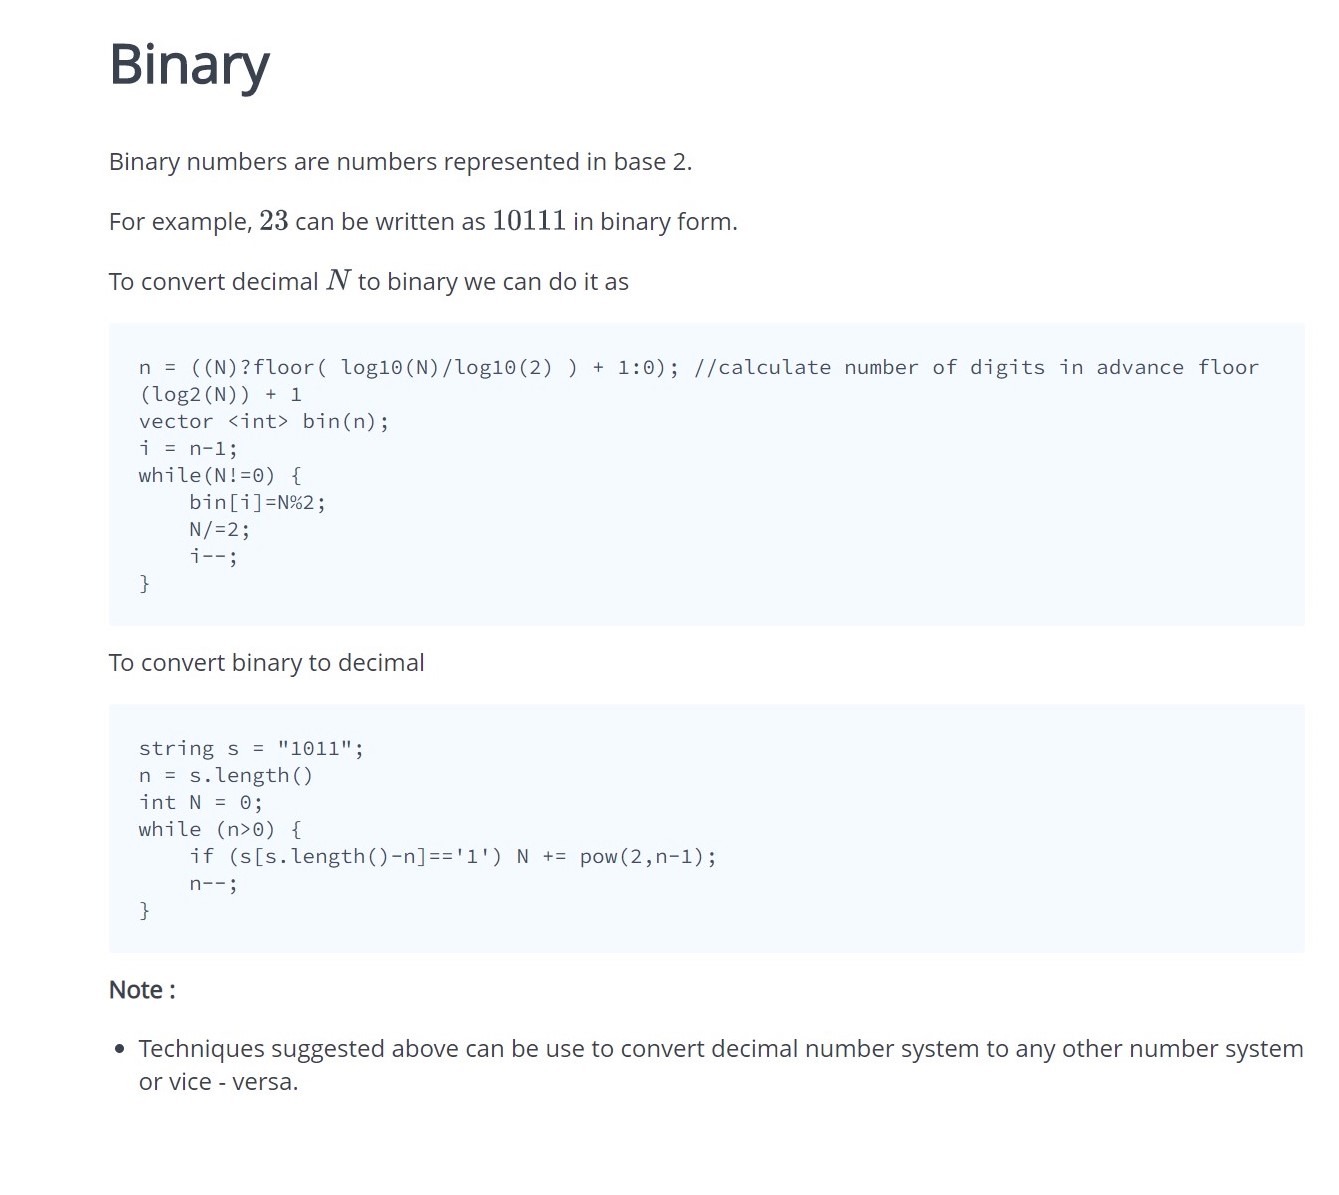 Binary
Binary numbers are numbers represented in base 2.
For example, 23 can be written as 10111 in binary form.
To convert decimal N to binary we can do it as
n = ((N)?floor( log10(N)/log10(2) ) + 1:0); //calculate number of digits in advance floor
(log2(N)) + 1
vector <int> bin(n);
i = n-1;
while(N!=0) {
    bin[i]=N%2;
    N/=2;
    i--;
}
To convert binary to decimal
string s = "1011";
n = s.length()
int N = 0;
while (n>0) {
    if (s[s.length()-n]=='1') N += pow(2,n-1);
    n--;
}
Note :
• Techniques suggested above can be use to convert decimal number system to any other number system
or vice - versa.